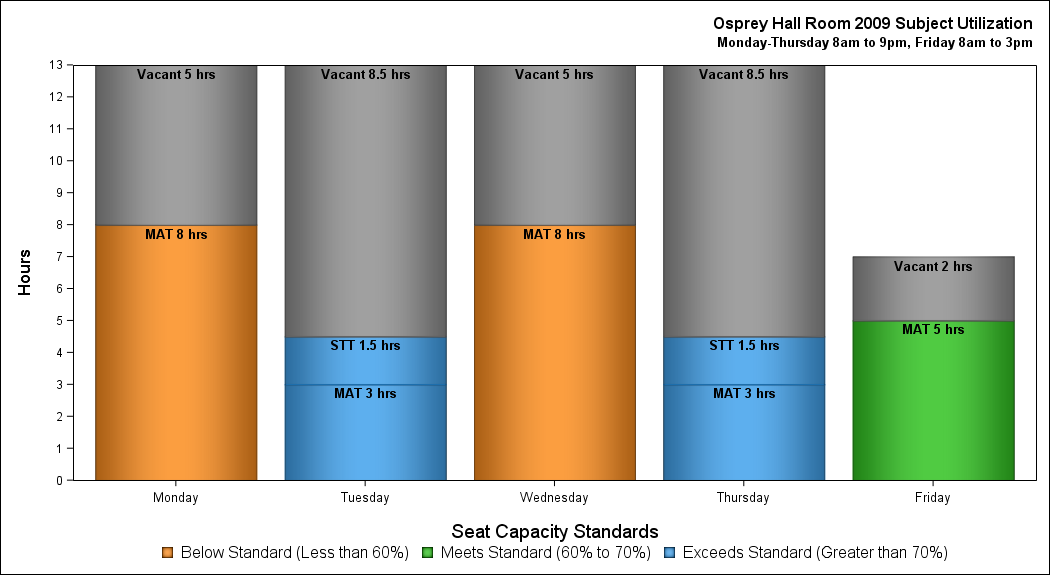 Osprey Hall Room 2009 Subject Utilization
Monday-Thursday 8am to 9pm, Friday 8am to 3pm
Hours
13
12
11
10
9
8
7
6
5
4
3
2
1
0
Vacant 5 hrs
MAT 8 hrs
Vacant 8.5 hrs
STT 1.5 hrs
MAT 3 hrs
Vacant 5 hrs
MAT 8 hrs
Vacant 8.5 hrs
STT 1.5 hrs
MAT 3 hrs
Vacant 2 hrs
MAT 5 hrs
Monday Tuesday Wednesday Thursday Friday
Seat Capacity Standards
Below Standard (Less than 60%) Meets Standard (60% to 70%) Exceeds Standard (Greater than 70%)